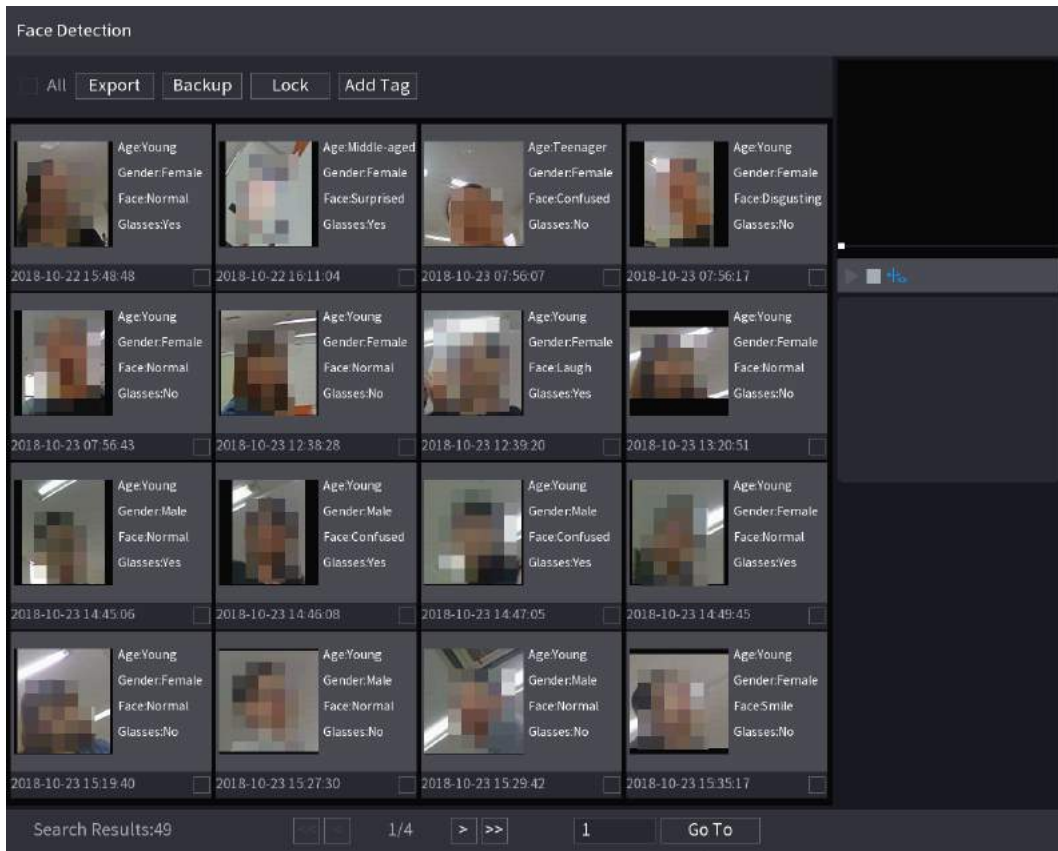 Face Detection
All Export Backup Lock Add Tag
Age:Young
Gender:Female
Face:Normal
Glasses:Yes
2018-10-22 15:48:48
Age:Middle-aged
Gender:Female
Face:Surprised
Glasses:Yes
2018-10-22 16:11:04
Age:Teenager
Gender:Female
Face:Confused
Glasses:No
2018-10-23 07:56:07
Age:Young
Gender:Female
Face:Disgusting
Glasses:No
2018-10-23 07:56:17
Age:Young
Gender:Female
Face:Normal
Glasses:No
2018-10-23 07:56:43
Age:Young
Gender:Female
Face:Normal
Glasses:No
2018-10-23 12:38:28
Age:Young
Gender:Female
Face:Laugh
Glasses:Yes
2018-10-23 12:39:20
Age:Young
Gender:Female
Face:Normal
Glasses:No
2018-10-23 13:20:51
Age:Young
Gender:Male
Face:Normal
Glasses:Yes
2018-10-23 14:45:06
Age:Young
Gender:Male
Face:Confused
Glasses:Yes
2018-10-23 14:46:08
Age:Young
Gender:Male
Face:Confused
Glasses:Yes
2018-10-23 14:47:05
Age:Young
Gender:Female
Face:Normal
Glasses:Yes
2018-10-23 14:49:45
Age:Young
Gender:Female
Face:Normal
Glasses:No
2018-10-23 15:19:40
Age:Young
Gender:Male
Face:Normal
Glasses:No
2018-10-23 15:27:30
Age:Young
Gender:Male
Face:Normal
Glasses:No
2018-10-23 15:29:42
Age:Young
Gender:Female
Face:Smile
Glasses:No
2018-10-23 15:35:17
Search Results:49 << < 1/4 > >> 1 Go To